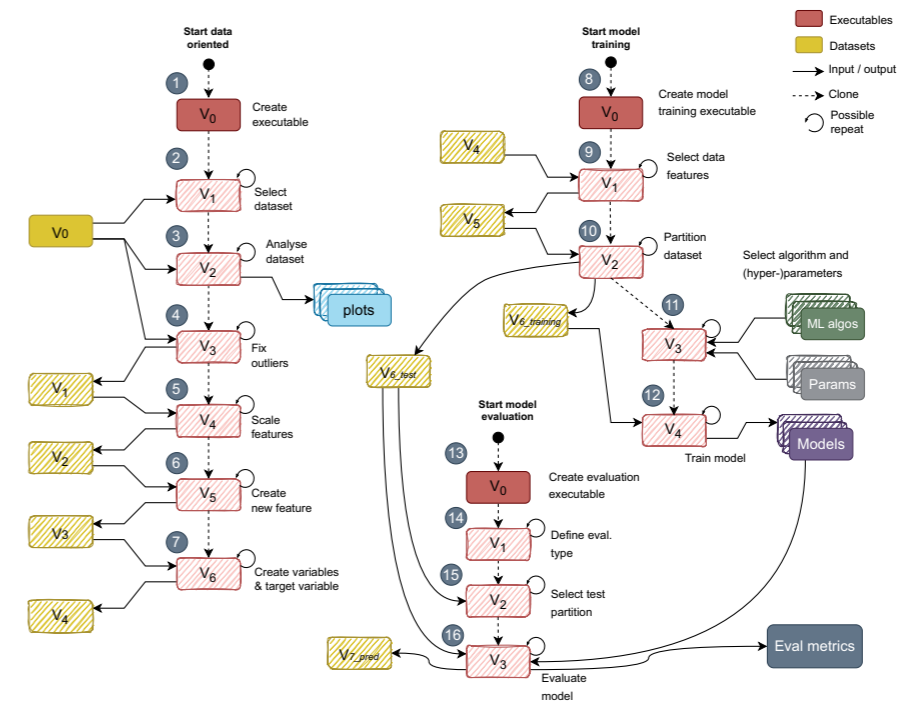 Start data
oriented
1
V0
Create
executable
2
V1
Select
dataset
V0
3
V2
Analyse
dataset
plots
4
V3
Fix
outliers
V1
5
V4
Scale
features
V2
6
V5
Create
new feature
V3
7
V6
Create variables
& target variable
V4
Start model
training
8
V0
Create model
training executable
V4
9
V1
Select data
features
V5
10
V2
Partition
dataset
V6_training
V6_test
11
V3
Select algorithm and
(hyper-)parameters
ML algos
Params
12
V4
Train model
Models
Start model
evaluation
13
V0
Create evaluation
executable
14
V1
Define eval.
type
15
V2
Select test
partition
16
V3
Evaluate
model
V7_pred
Eval metrics
Executables
Datasets
Input / output
Clone
Possible
repeat